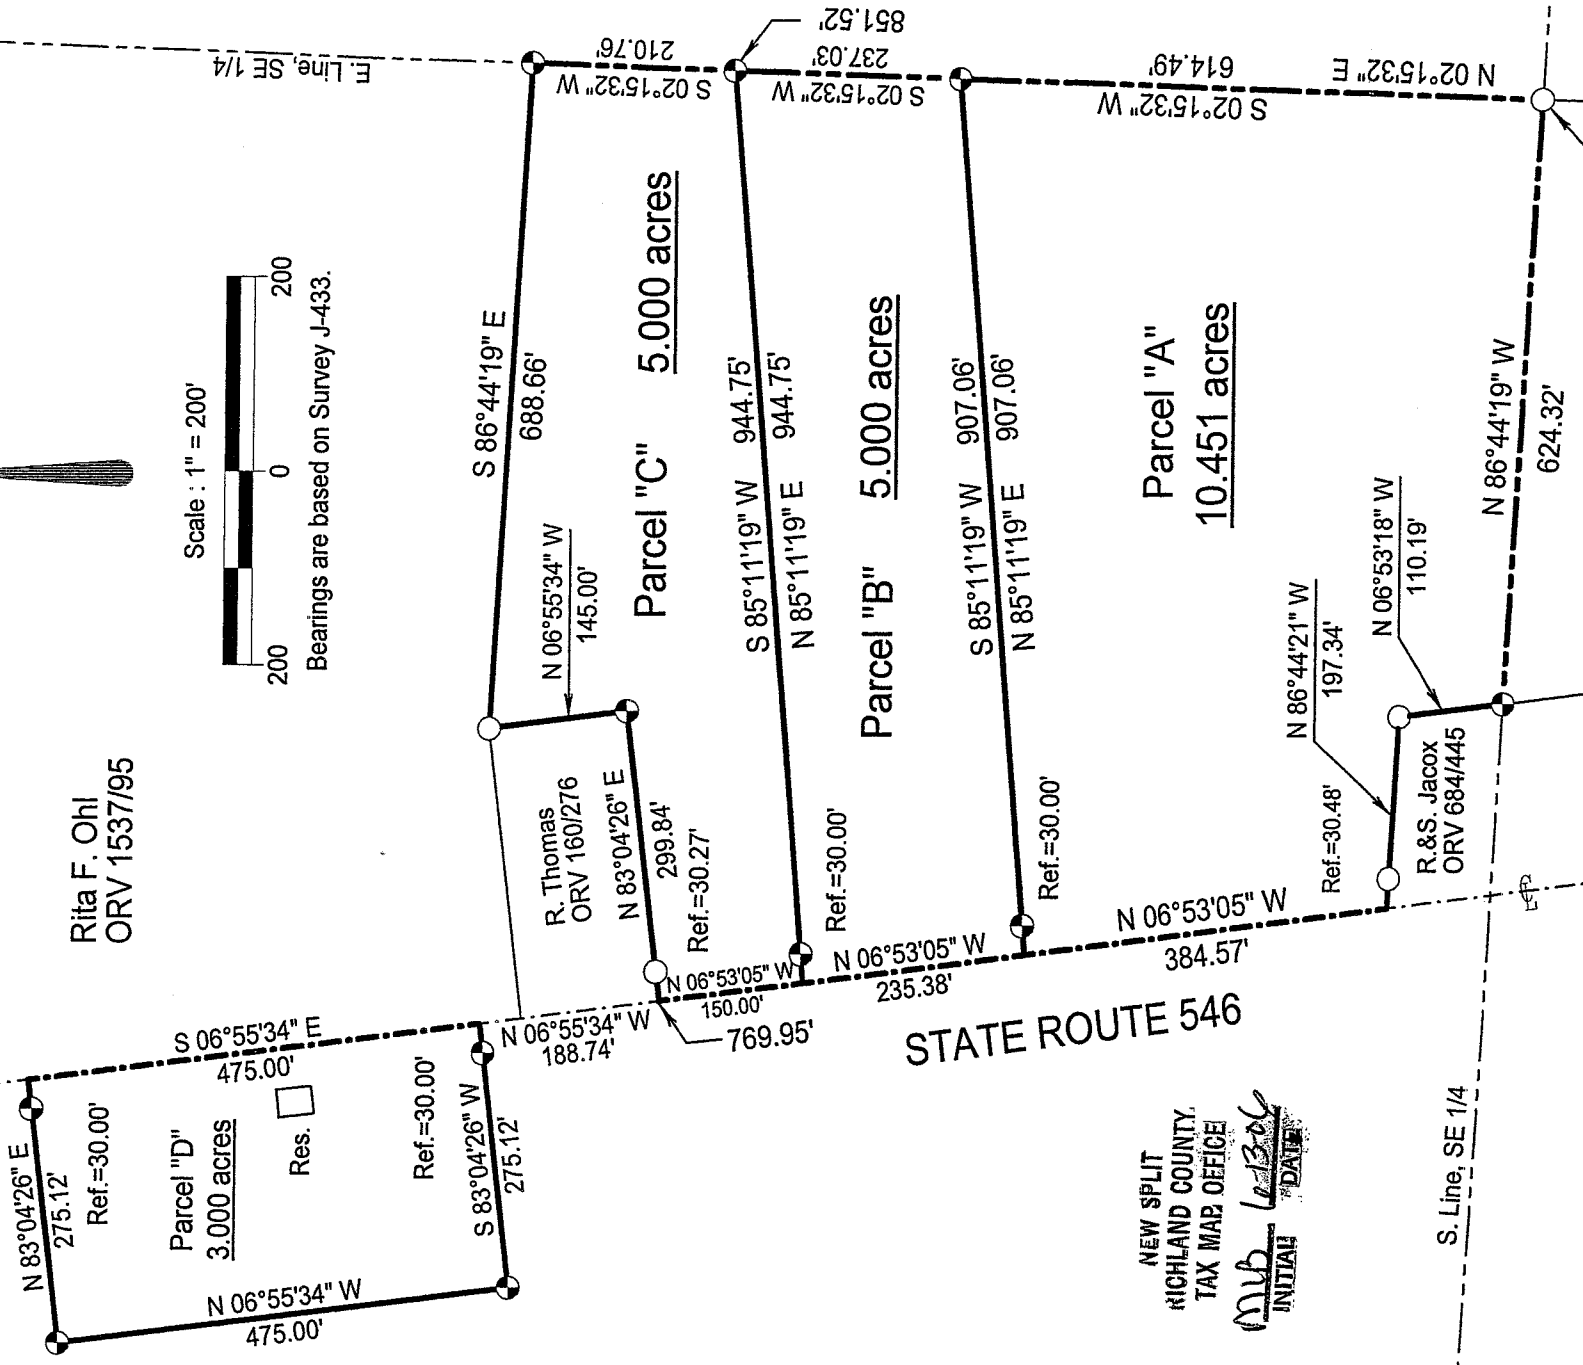 Scale : 1" = 200'
200
0
200
Bearings are based on Survey J-433.
E. Line, SE 1/4
Rita F. Ohl
ORV 1537/95
S 86°44'19" E
688.66'
S 02°15'32" W
210.76'
851.52'
S 02°15'32" W
237.03'
S 02°15'32" W
614.49'
N 02°15'32" E
N 06°55'34" W
145.00'
Parcel "C"
5.000 acres
R. Thomas
ORV 160/276
N 83°04'26" E
299.84'
Ref.=30.27'
S 85°11'19" W
944.75'
N 85°11'19" E
944.75'
Ref.=30.00'
Parcel "B"
5.000 acres
S 85°11'19" W
907.06'
N 85°11'19" E
907.06'
Ref.=30.00'
Parcel "A"
10.451 acres
N 86°44'21" W
197.34'
N 06°53'18" W
110.19'
Ref.=30.48'
R.&S. Jacox
ORV 684/445
N 86°44'19" W
624.32'
N 83°04'26" E
275.12'
Ref.=30.00'
Parcel "D"
3.000 acres
Res.
S 06°55'34" E
475.00'
Ref.=30.00'
S 83°04'26" W
275.12'
N 06°55'34" W
475.00'
N 06°55'34" W
188.74'
N 06°53'05" W
150.00'
769.95'
N 06°53'05" W
235.38'
N 06°53'05" W
384.57'
STATE ROUTE 546
CL
S. Line, SE 1/4
NEW SPLIT
RICHLAND COUNTY
TAX MAP OFFICE
INITIAL
DATE